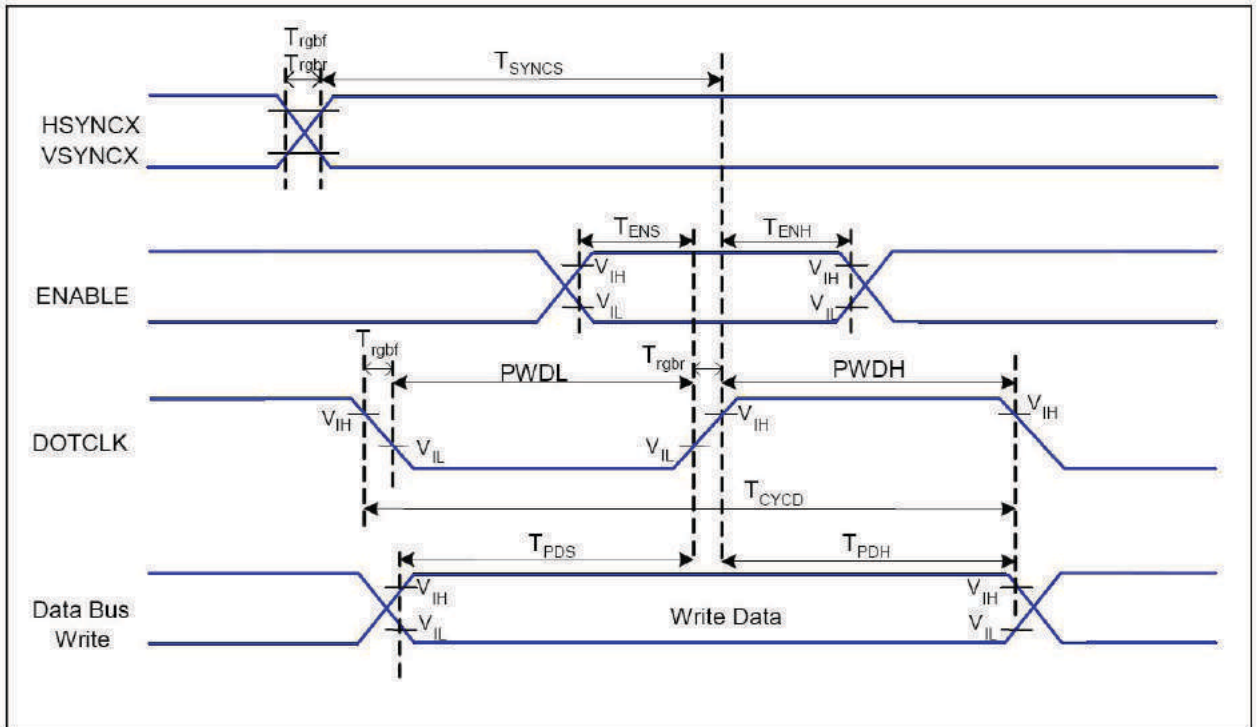 Trgbf
Trgbr
TSYNCS
HSYNCX
VSYNCX
TENS
TENH
VIH
VIH
ENABLE
VIL
VIL
Trgbf
PWDL
Trgbr
PWDH
VIH
VIH
VIH
DOTCLK
VIL
VIL
TCYCD
TPDS
TPDH
VIH
VIH
Data Bus
Write
Write Data
VIL
VIL